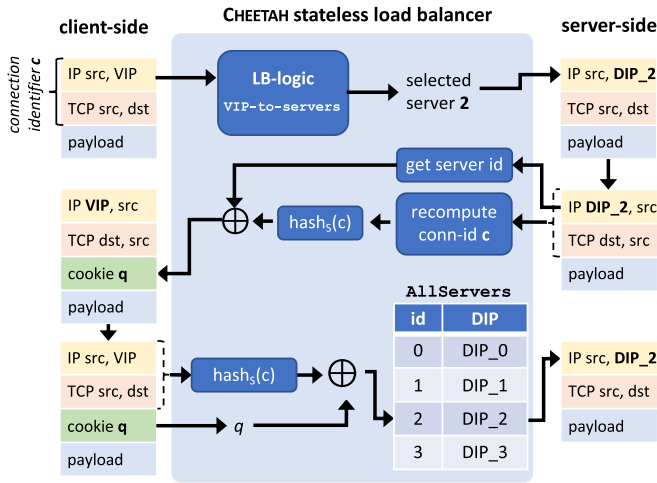 client-side
CHEETAH stateless load balancer
server-side
connection
identifier c
IP src, VIP
TCP src, dst
payload
LB-logic
VIP-to-servers
selected
server 2
IP src, DIP_2
TCP src, dst
payload
get server id
IP VIP, src
TCP dst, src
cookie q
payload
hashS(c)
recompute
conn-id c
IP DIP_2, src
TCP dst, src
payload
AllServers
id DIP
0 DIP_0
1 DIP_1
2 DIP_2
3 DIP_3
IP src, VIP
TCP src, dst
cookie q
payload
hashS(c)
q
IP src, DIP_2
TCP src, dst
payload